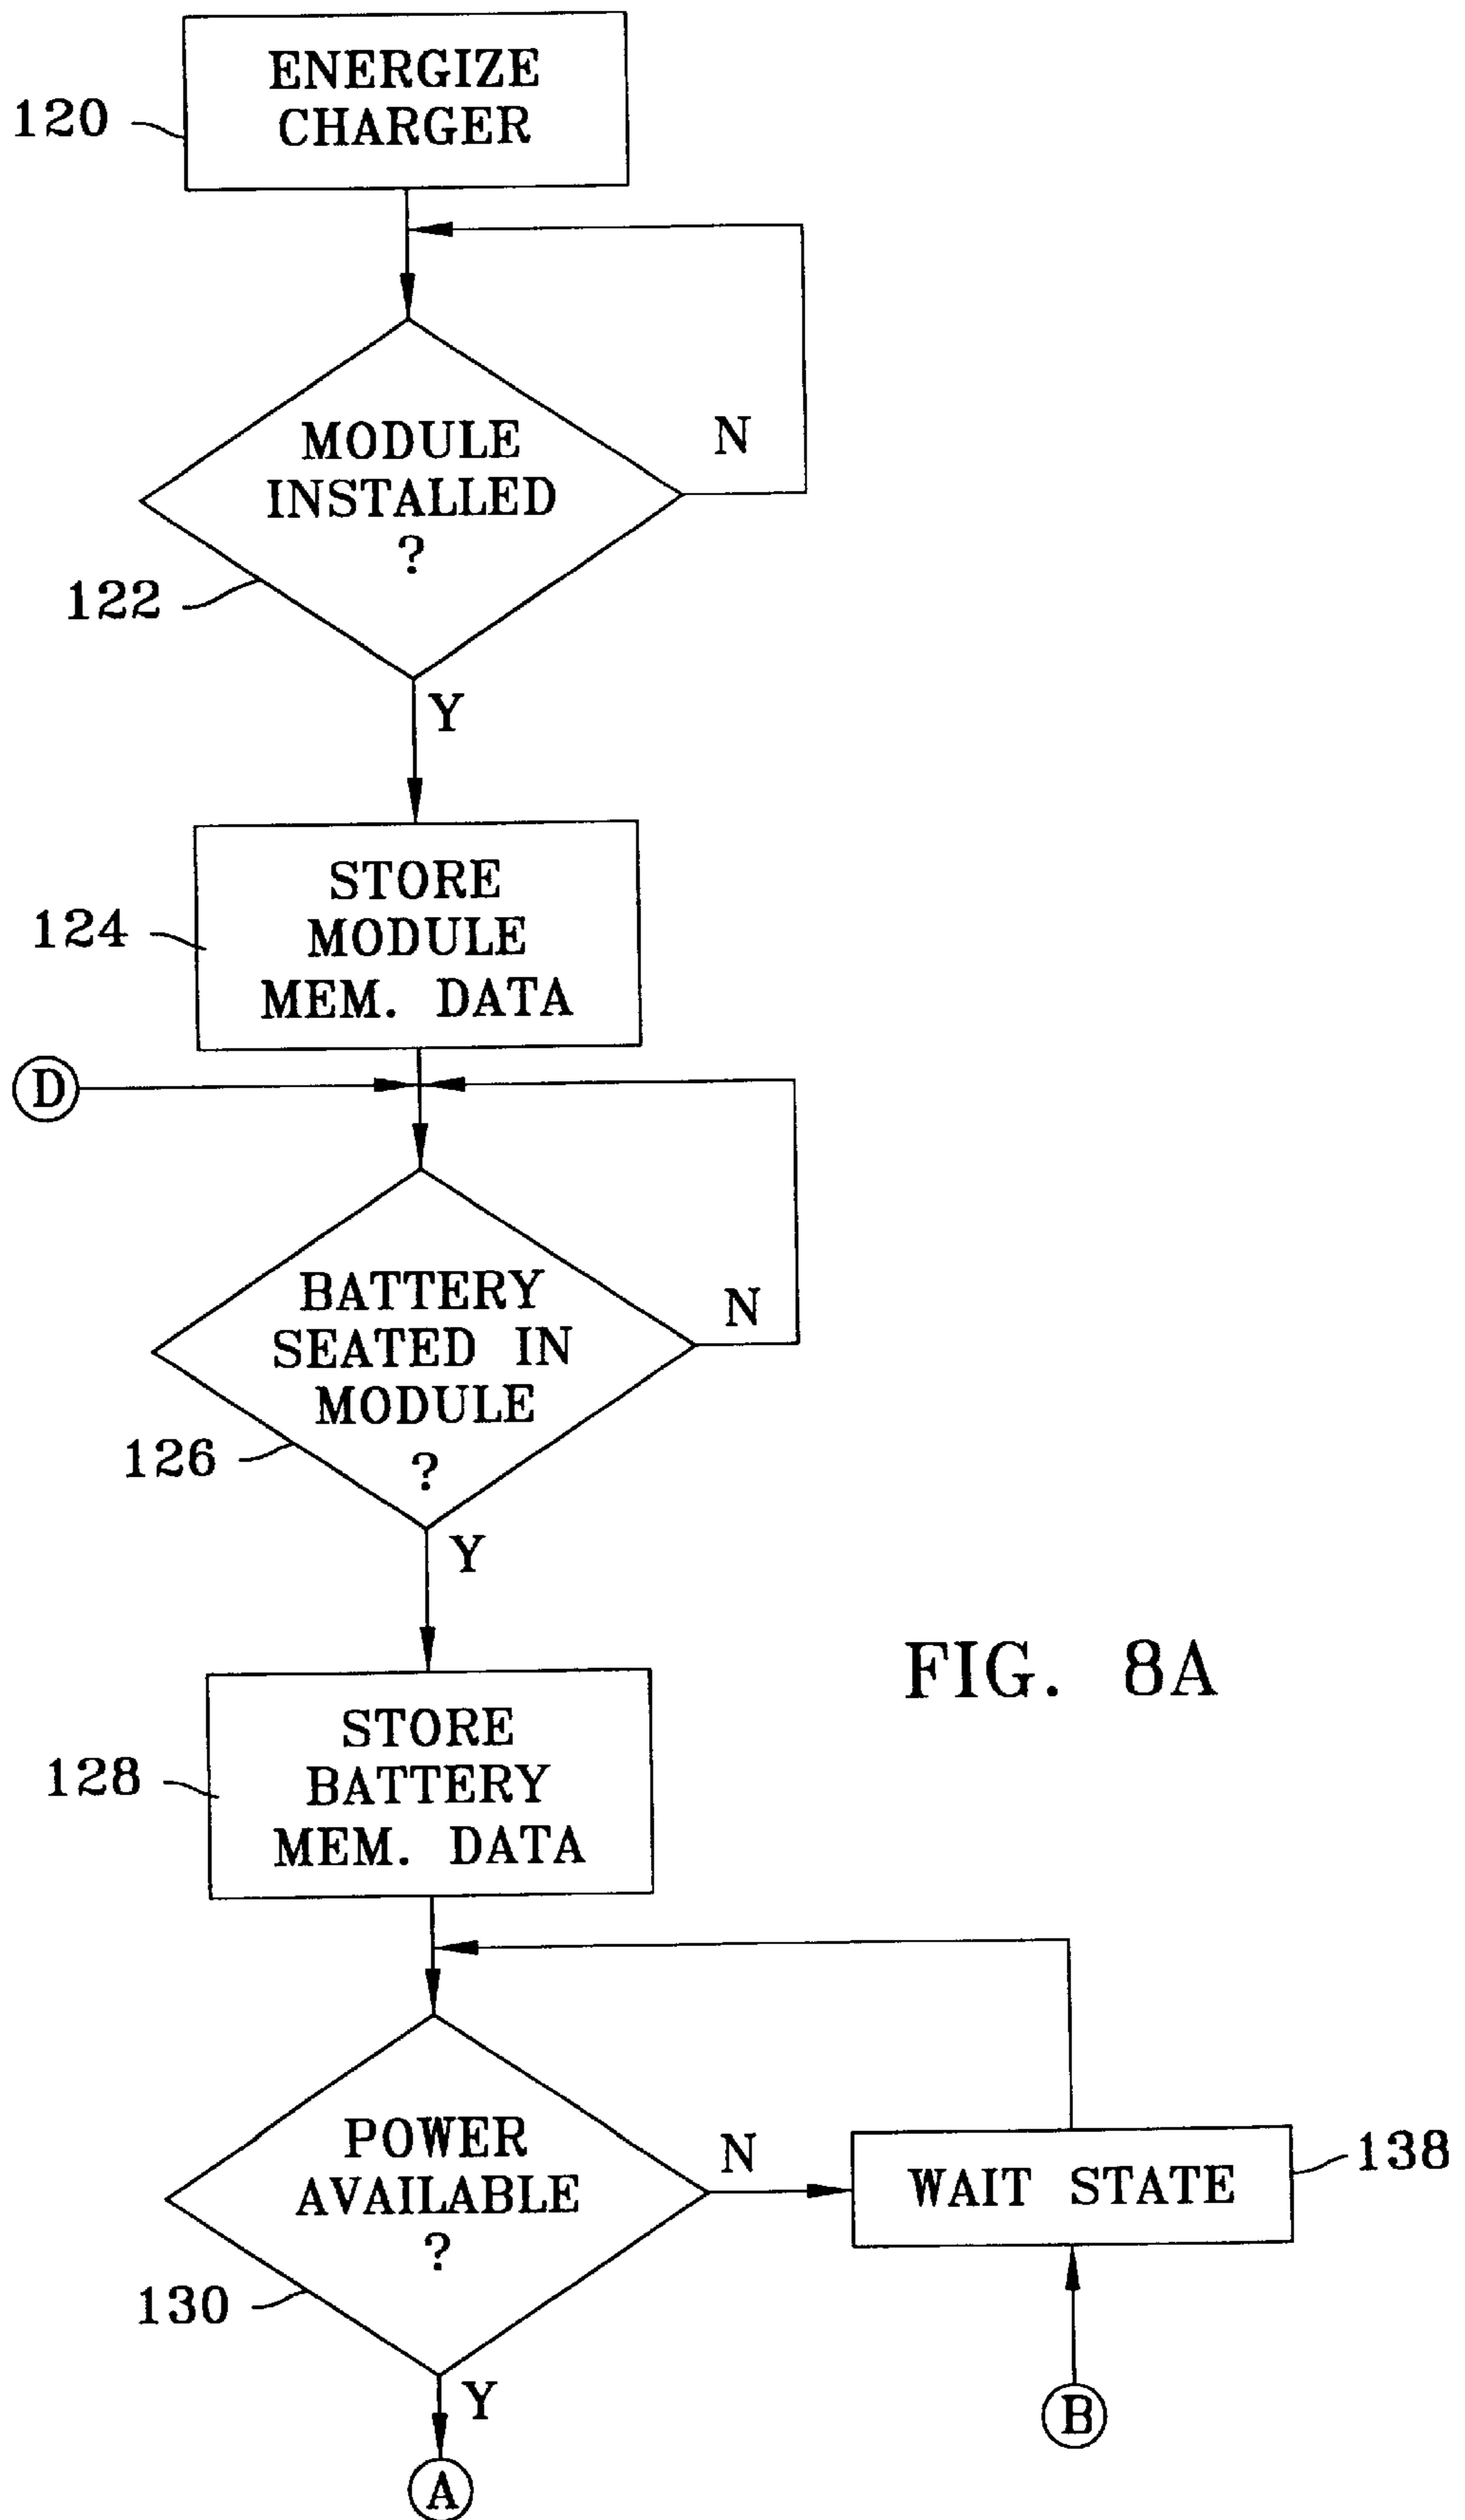 ENERGIZE
CHARGER
120
MODULE
INSTALLED
?
N
122
Y
STORE
MODULE
MEM. DATA
124
D
BATTERY
SEATED IN
MODULE
?
N
126
Y
FIG. 8A
STORE
BATTERY
MEM. DATA
128
POWER
AVAILABLE
?
N
WAIT STATE
138
130
Y
B
A